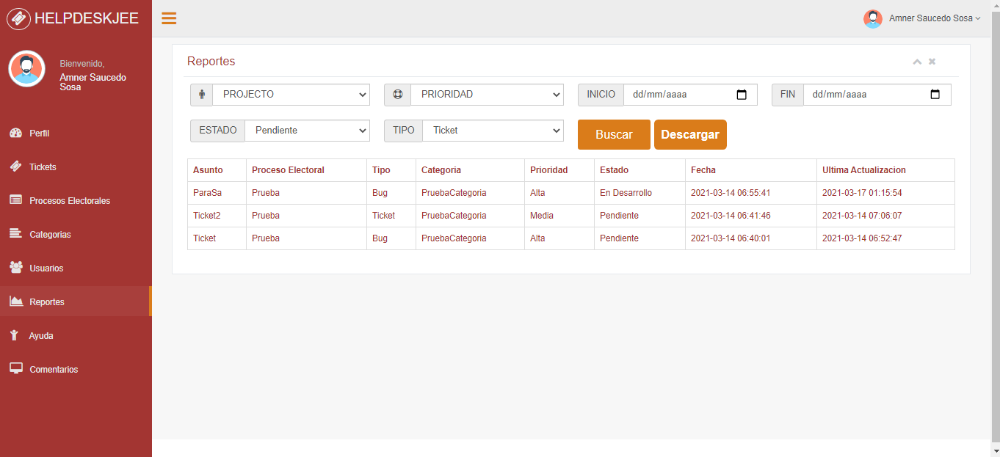 HELPDESKJEE
Amner Saucedo Sosa
Bienvenido,
Amner Saucedo
Sosa
Perfil
Tickets
Procesos Electorales
Categorias
Usuarios
Reportes
Ayuda
Comentarios
Reportes
PROJECTO PRIORIDAD INICIO dd/mm/aaaa FIN dd/mm/aaaa
ESTADO Pendiente TIPO Ticket Buscar Descargar
Asunto Proceso Electoral Tipo Categoria Prioridad Estado Fecha Ultima Actualizacion
ParaSa Prueba Bug PruebaCategoria Alta En Desarrollo 2021-03-14 06:55:41 2021-03-17 01:15:54
Ticket2 Prueba Ticket PruebaCategoria Media Pendiente 2021-03-14 06:41:46 2021-03-14 07:06:07
Ticket Prueba Bug PruebaCategoria Alta Pendiente 2021-03-14 06:40:01 2021-03-14 06:52:47